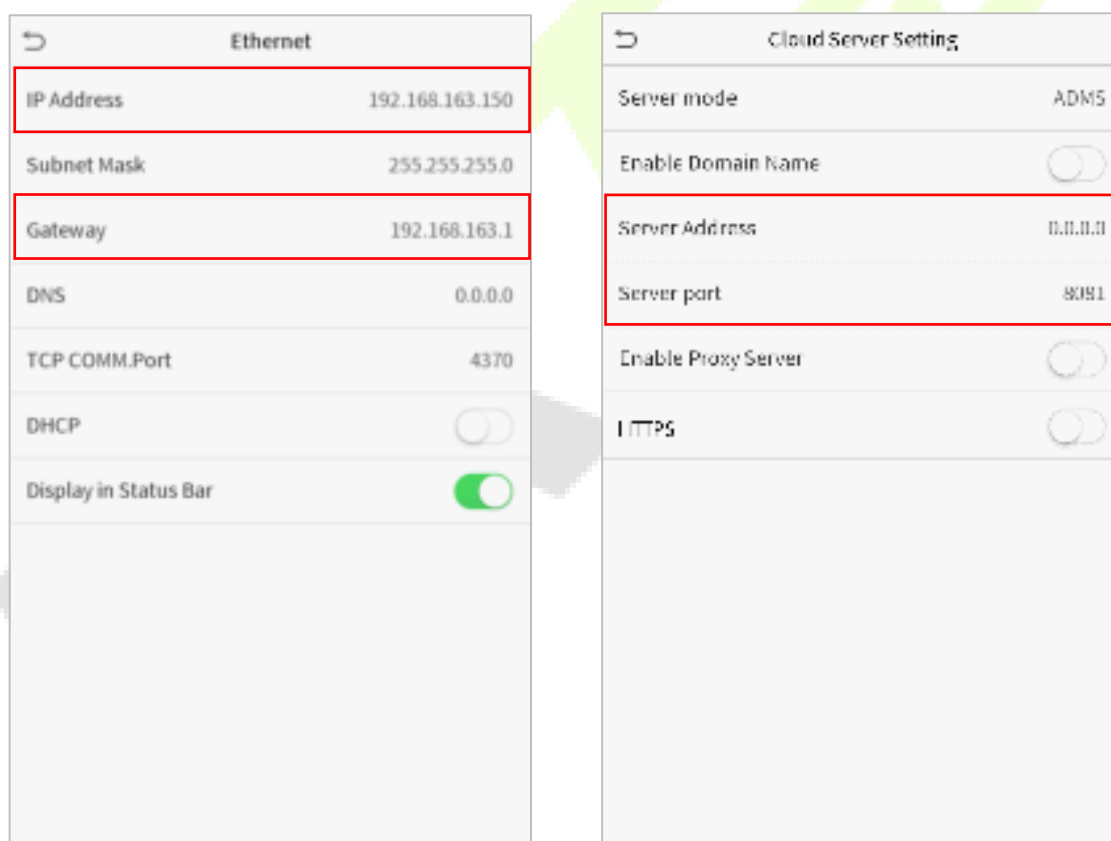 Ethernet
IP Address 192.168.163.150
Subnet Mask 255.255.255.0
Gateway 192.168.163.1
DNS 0.0.0.0
TCP COMM.Port 4370
DHCP
Display in Status Bar
Cloud Server Setting
Server mode ADMS
Enable Domain Name
Server Address 0.0.0.0
Server port 8081
Enable Proxy Server
HTTPS